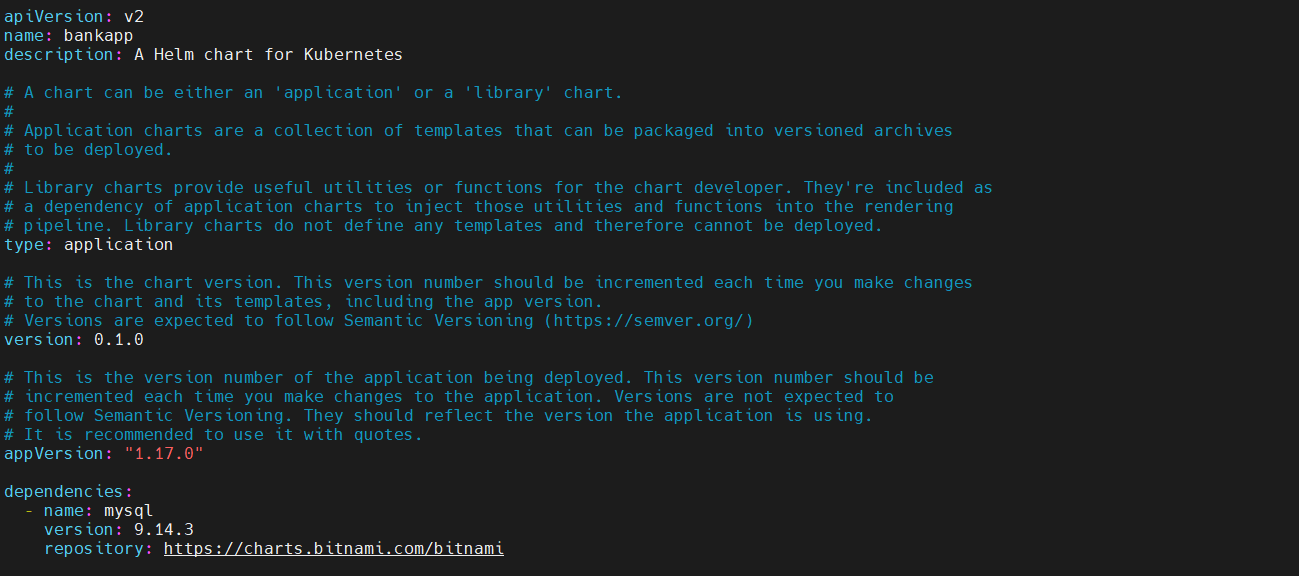 apiVersion: v2
name: bankapp
description: A Helm chart for Kubernetes
# A chart can be either an 'application' or a 'library' chart.
#
# Application charts are a collection of templates that can be packaged into versioned archives
# to be deployed.
#
# Library charts provide useful utilities or functions for the chart developer. They're included as
# a dependency of application charts to inject those utilities and functions into the rendering
# pipeline. Library charts do not define any templates and therefore cannot be deployed.
type: application
# This is the chart version. This version number should be incremented each time you make changes
# to the chart and its templates, including the app version.
# Versions are expected to follow Semantic Versioning (https://semver.org/)
version: 0.1.0
# This is the version number of the application being deployed. This version number should be
# incremented each time you make changes to the application. Versions are not expected to
# follow Semantic Versioning. They should reflect the version the application is using.
# It is recommended to use it with quotes.
appVersion: "1.17.0"
dependencies:
  - name: mysql
    version: 9.14.3
    repository: https://charts.bitnami.com/bitnami